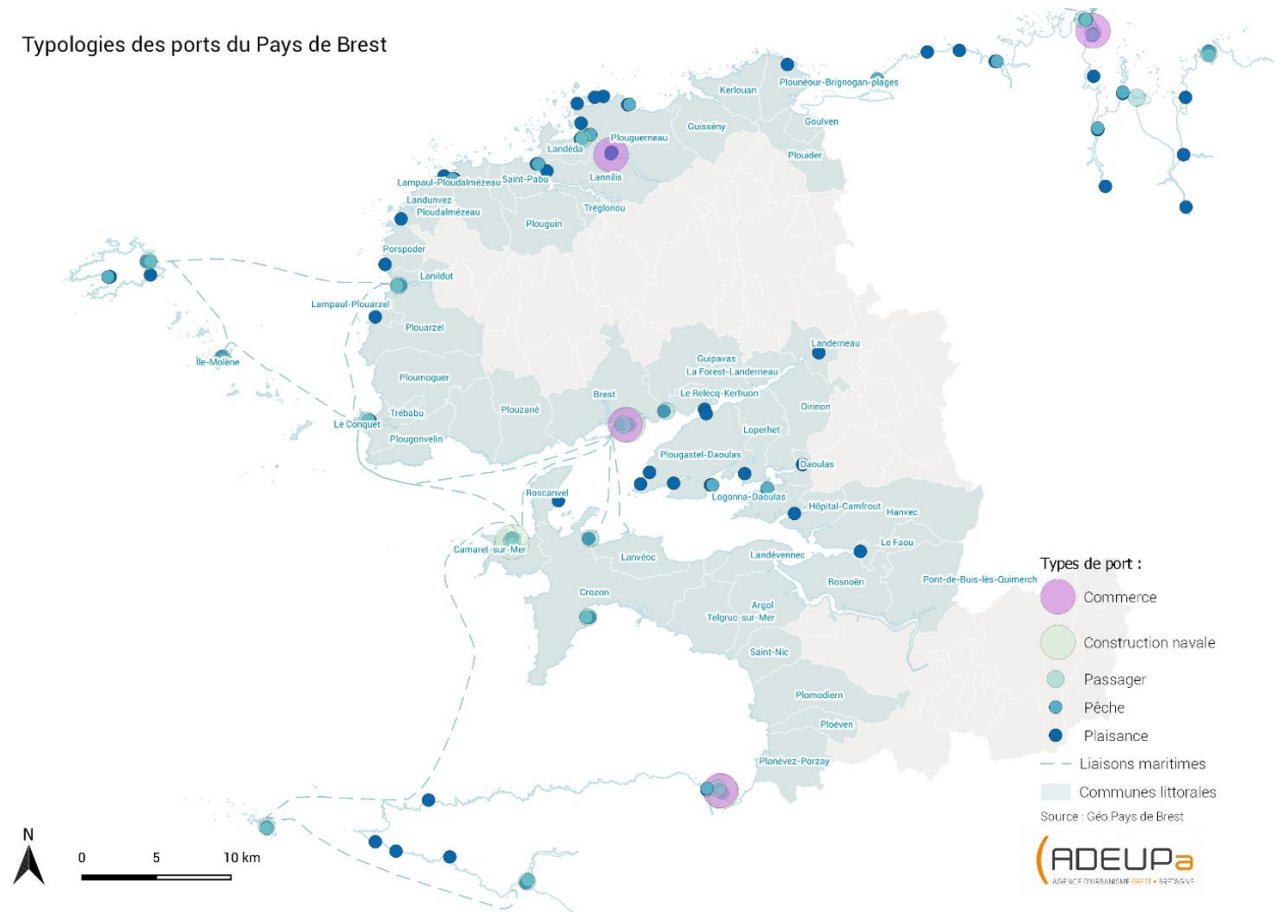 Typologies des ports du Pays de Brest
Kerlouan
Plounéour-Brignogan-plages
Goulven
Guissény
Plouguerneau
Plouider
Landéda
Lannilis
Lampaul-Ploudalmézeau
Saint-Pabu
Landunvez
Ploudalmézeau
Tréglonou
Plouguin
Porspoder
Lanildut
Lampaul-Plouarzel
Plouarzel
Île-Molène
Ploumoguer
Trébabu
Le Conquet
Plougonvelin
Plouzané
Brest
Guipavas
La Forest-Landerneau
Landerneau
Le Relecq-Kerhuon
Dirinon
Loperhet
Plougastel-Daoulas
Daoulas
Logonna-Daoulas
Hôpital-Camfrout
Hanvec
Roscanvel
Camaret-sur-Mer
Lanvéoc
Landévennec
Le Faou
Rosnoën
Pont-de-Buis-lès-Quimerch
Crozon
Argol
Telgruc-sur-Mer
Saint-Nic
Plomodiern
Ploéven
Plonévez-Porzay
Types de port :
Commerce
Construction navale
Passager
Pêche
Plaisance
Liaisons maritimes
Communes littorales
Source : Géo Pays de Brest
ADEUPa
AGENCE D'URBANISME BREST • BRETAGNE
N
0 5 10 km